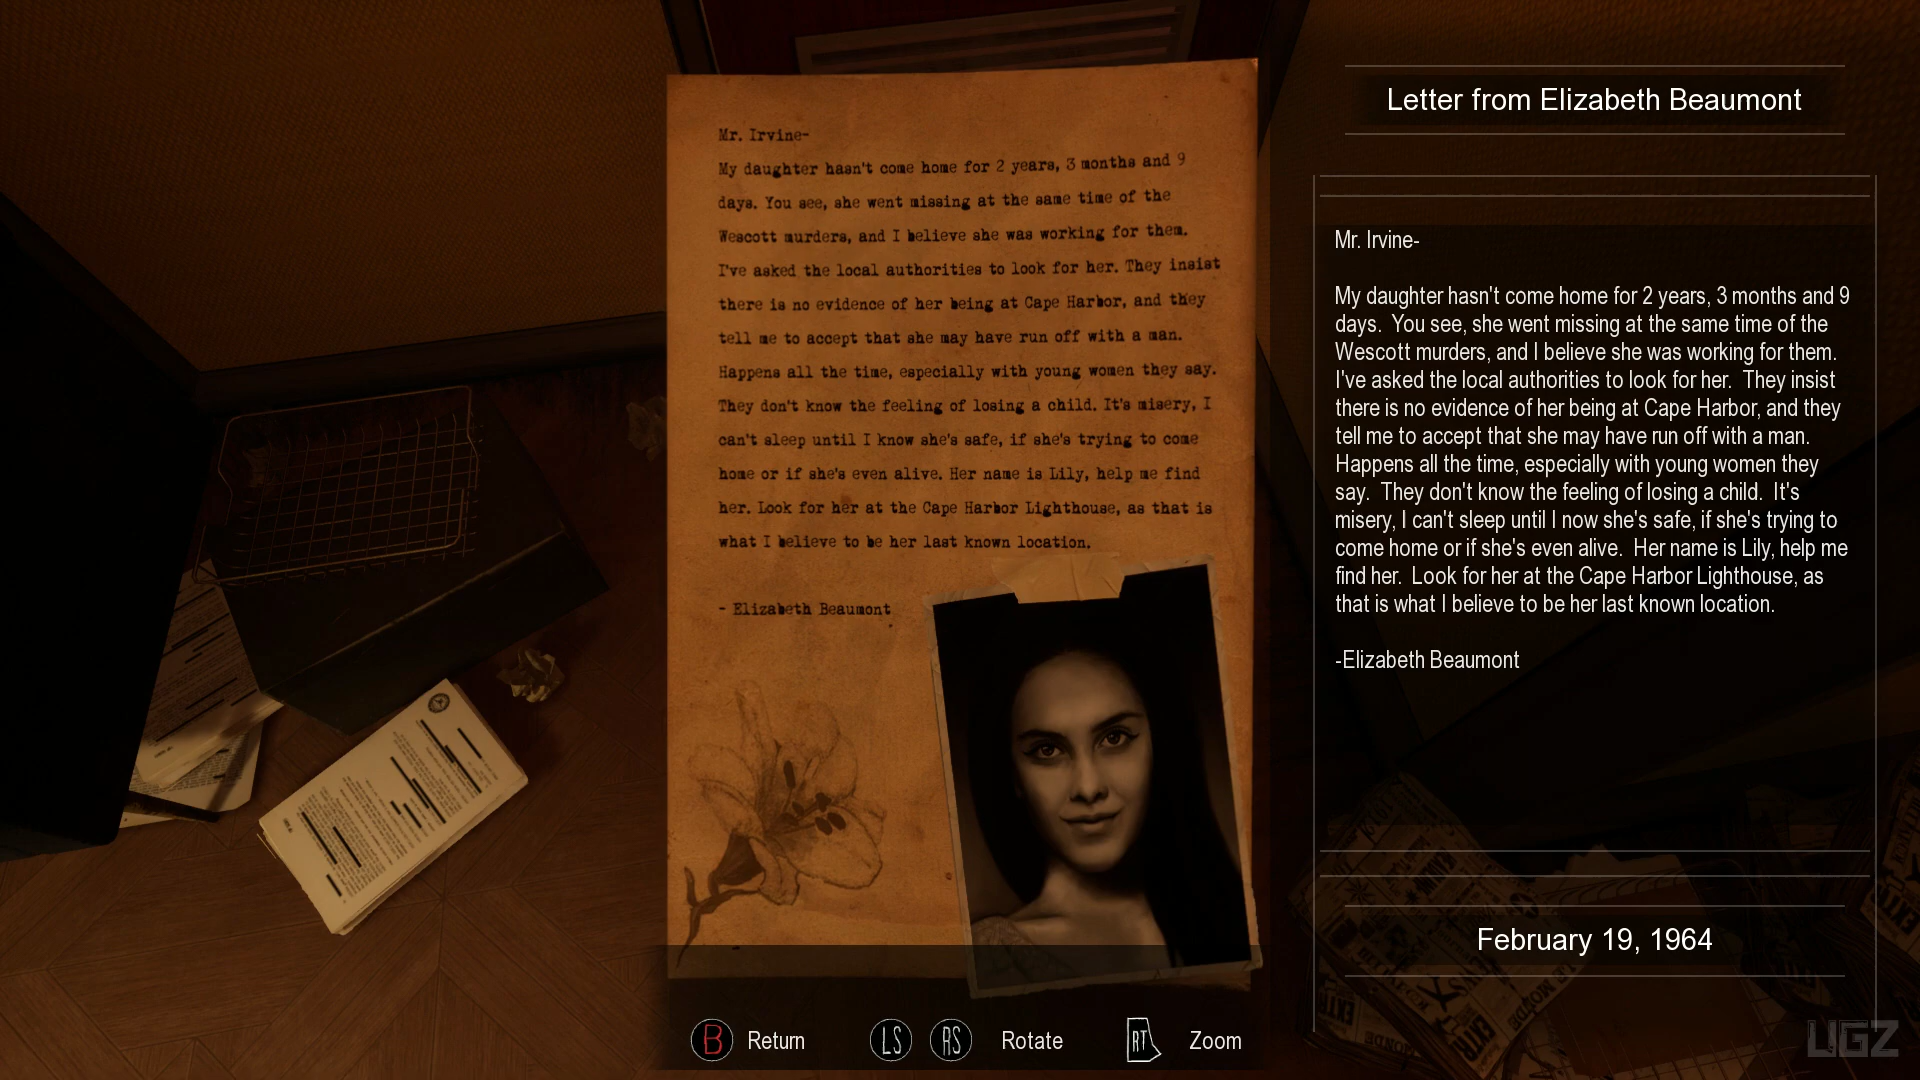 Mr. Irvine-
My daughter hasn't come home for 2 years, 3 months and 9
days. You see, she went missing at the same time of the
Wescott murders, and I believe she was working for them.
I've asked the local authorities to look for her. They insist
there is no evidence of her being at Cape Harbor, and they
tell me to accept that she may have run off with a man.
Happens all the time, especially with young women they say.
They don't know the feeling of losing a child. It's misery, I
can't sleep until I know she's safe, if she's trying to come
home or if she's even alive. Her name is Lily, help me find
her. Look for her at the Cape Harbor Lighthouse, as that is
what I believe to be her last known location.
- Elizabeth Beaumont
Letter from Elizabeth Beaumont
Mr. Irvine-
My daughter hasn't come home for 2 years, 3 months and 9
days.  You see, she went missing at the same time of the
Wescott murders, and I believe she was working for them.
I've asked the local authorities to look for her.  They insist
there is no evidence of her being at Cape Harbor, and they
tell me to accept that she may have run off with a man.
Happens all the time, especially with young women they
say.  They don't know the feeling of losing a child.  It's
misery, I can't sleep until I now she's safe, if she's trying to
come home or if she's even alive.  Her name is Lily, help me
find her.  Look for her at the Cape Harbor Lighthouse, as
that is what I believe to be her last known location.
-Elizabeth Beaumont
February 19, 1964
B Return LS RS Rotate RT Zoom
UGZ